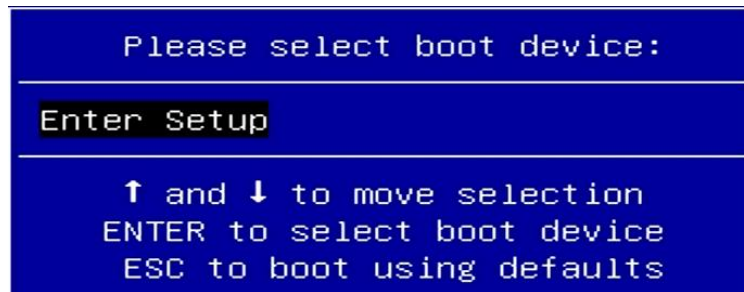 Please select boot device:
Enter Setup
↑ and ↓ to move selection
ENTER to select boot device
ESC to boot using defaults